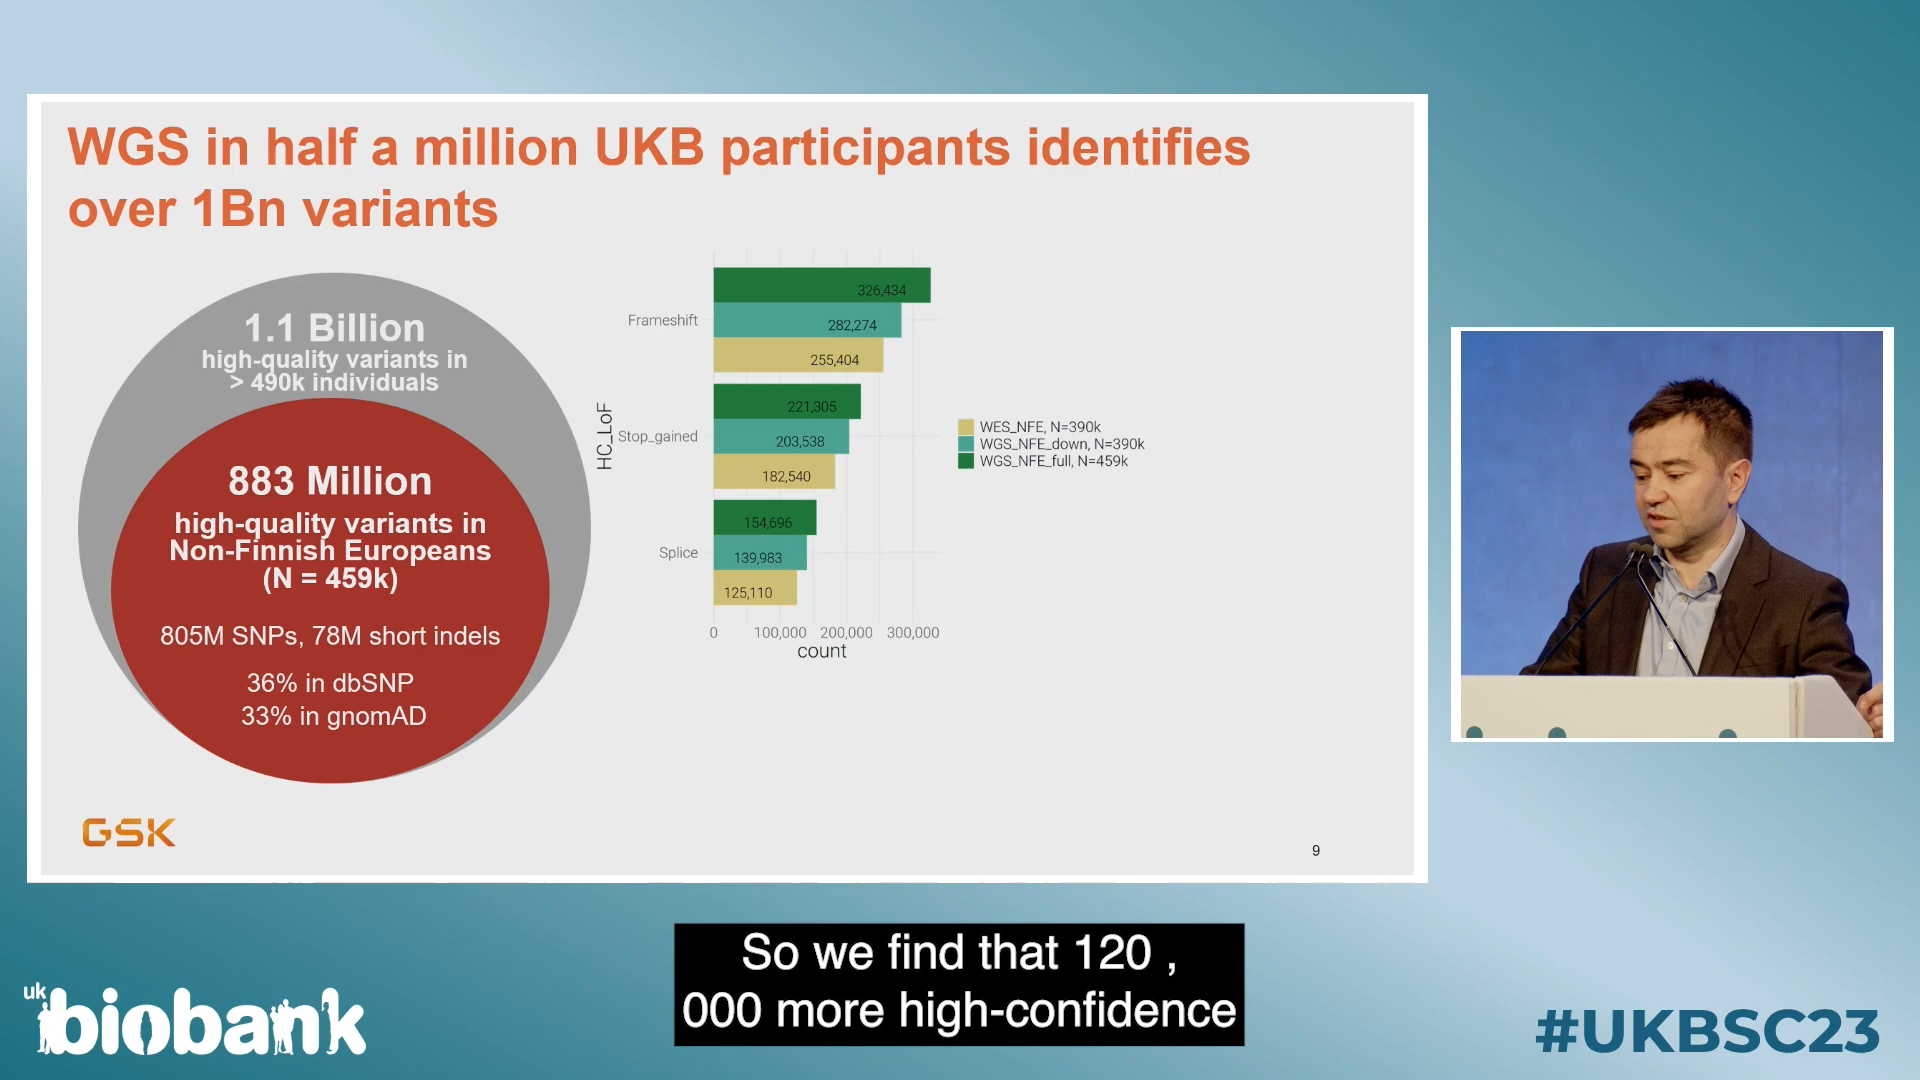 WGS in half a million UKB participants identifies
over 1Bn variants
1.1 Billion
high-quality variants in
> 490k individuals
883 Million
high-quality variants in
Non-Finnish Europeans
(N = 459k)
805M SNPs, 78M short indels
36% in dbSNP
33% in gnomAD
HC_LoF
Frameshift
326,434
282,274
255,404
Stop_gained
221,305
203,538
182,540
Splice
154,696
139,983
125,110
0 100,000 200,000 300,000
count
WES_NFE, N=390k
WGS_NFE_down, N=390k
WGS_NFE_full, N=459k
GSK
9
So we find that 120 ,
000 more high-confidence
uk
biobank
#UKBSC23